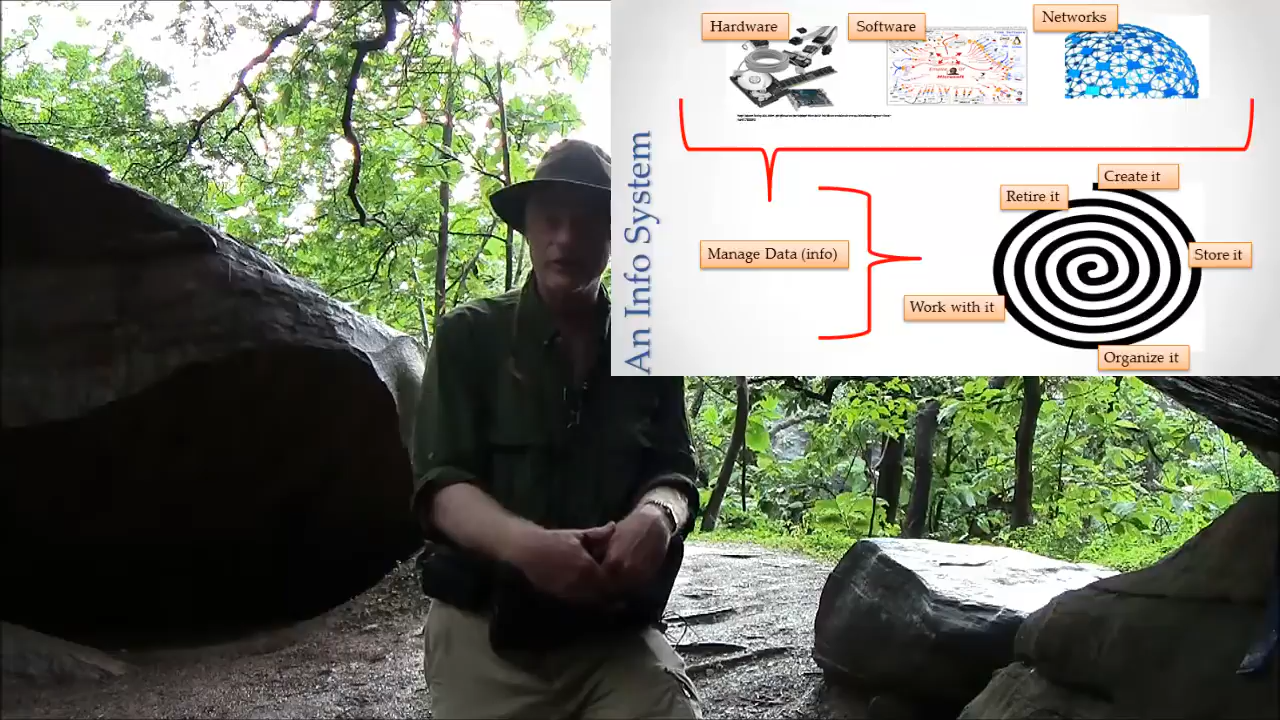 Hardware
Software
Networks
An Info System
Create it
Retire it
Manage Data (info)
Store it
Work with it
Organize it